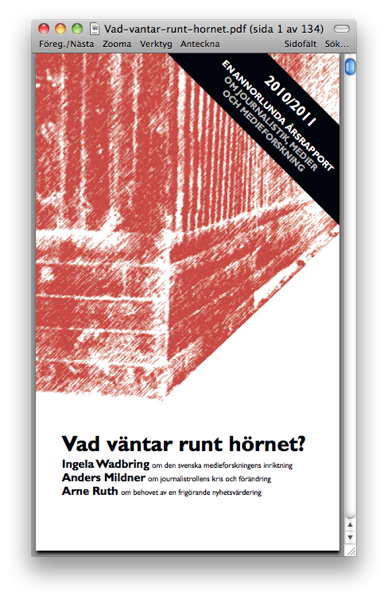 Vad-vantar-runt-hornet.pdf (sida 1 av 134)
Föreg./Nästa Zooma Verktyg Anteckna Sidofält Sök...
2010/2011
EN ANNORLUNDA ÅRSRAPPORT
OM JOURNALISTIK, MEDIER
OCH MEDIEFORSKNING
Vad väntar runt hörnet?
Ingela Wadbring om den svenska medieforskningens inriktning
Anders Mildner om journalistrollens kris och förändring
Arne Ruth om behovet av en frigörande nyhetsvärdering